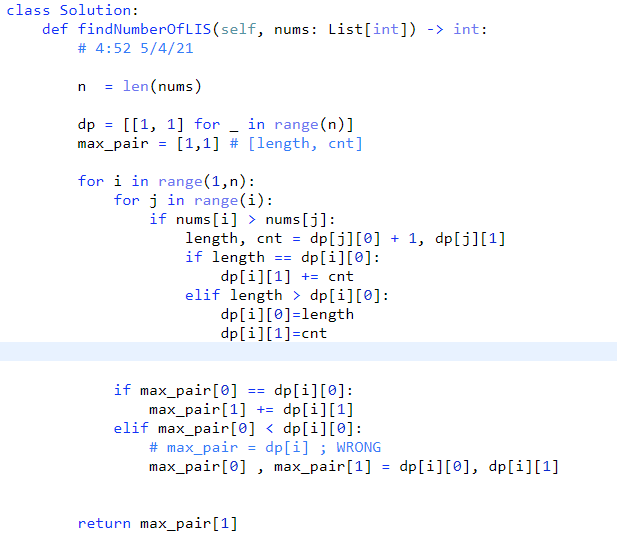 class Solution:
    def findNumberOfLIS(self, nums: List[int]) -> int:
        # 4:52 5/4/21
        n  = len(nums)
        dp = [[1, 1] for _ in range(n)]
        max_pair = [1,1] # [length, cnt]
        for i in range(1,n):
            for j in range(i):
                if nums[i] > nums[j]:
                    length, cnt = dp[j][0] + 1, dp[j][1]
                    if length == dp[i][0]:
                        dp[i][1] += cnt
                    elif length > dp[i][0]:
                        dp[i][0]=length
                        dp[i][1]=cnt
            if max_pair[0] == dp[i][0]:
                max_pair[1] += dp[i][1]
            elif max_pair[0] < dp[i][0]:
                # max_pair = dp[i] ; WRONG
                max_pair[0] , max_pair[1] = dp[i][0], dp[i][1]
        return max_pair[1]